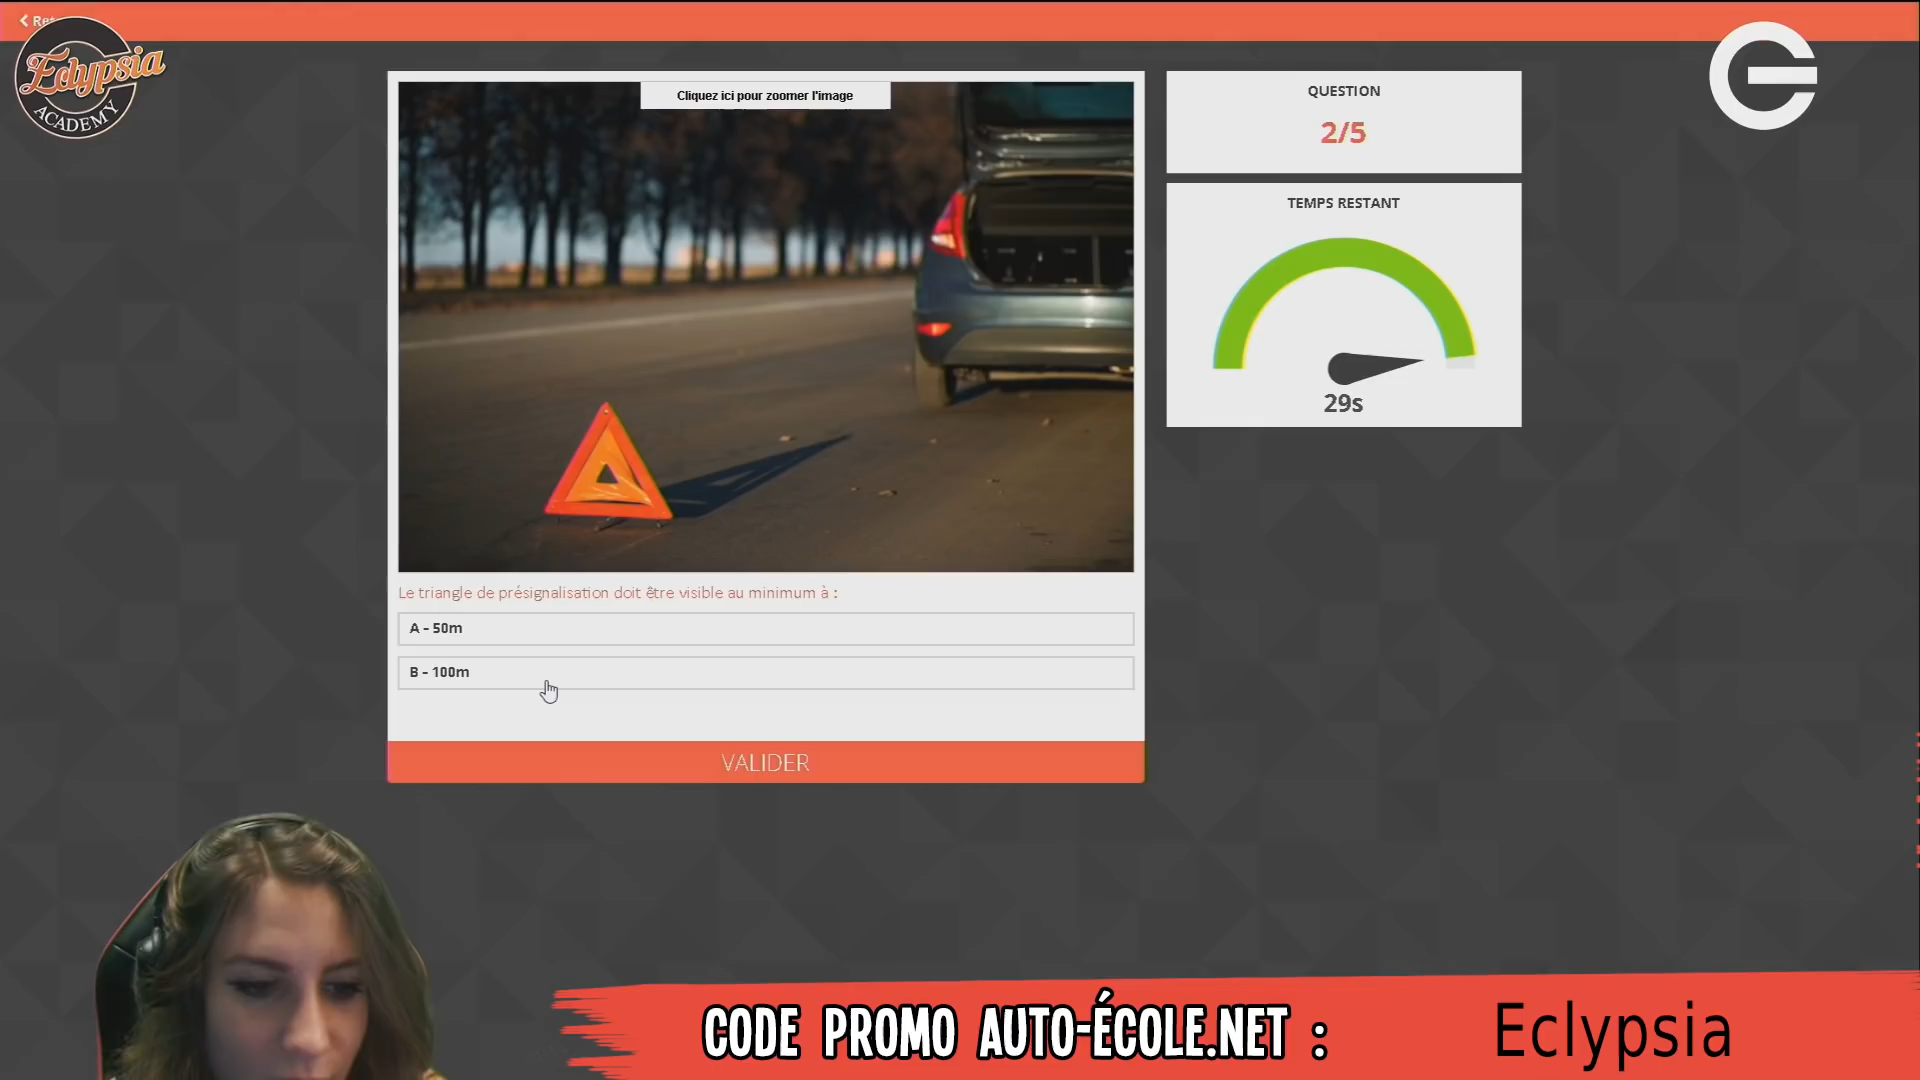 Ret
Eclypsia
ACADEMY
Cliquez ici pour zoomer l'image
QUESTION
2/5
TEMPS RESTANT
29s
Le triangle de présignalisation doit être visible au minimum à :
A - 50m
B - 100m
VALIDER
CODE PROMO AUTO-ÉCOLE.NET :
Eclypsia